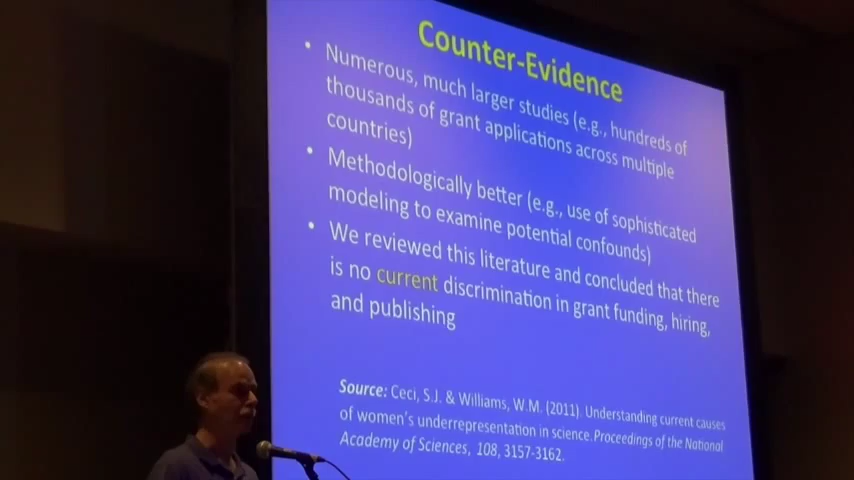 Counter-Evidence
• Numerous, much larger studies (e.g., hundreds of
thousands of grant applications across multiple
countries)
• Methodologically better (e.g., use of sophisticated
modeling to examine potential confounds)
• We reviewed this literature and concluded that there
is no current discrimination in grant funding, hiring,
and publishing
Source: Ceci, S.J. & Williams, W.M. (2011). Understanding current causes
of women's underrepresentation in science. Proceedings of the National
Academy of Sciences, 108, 3157-3162.